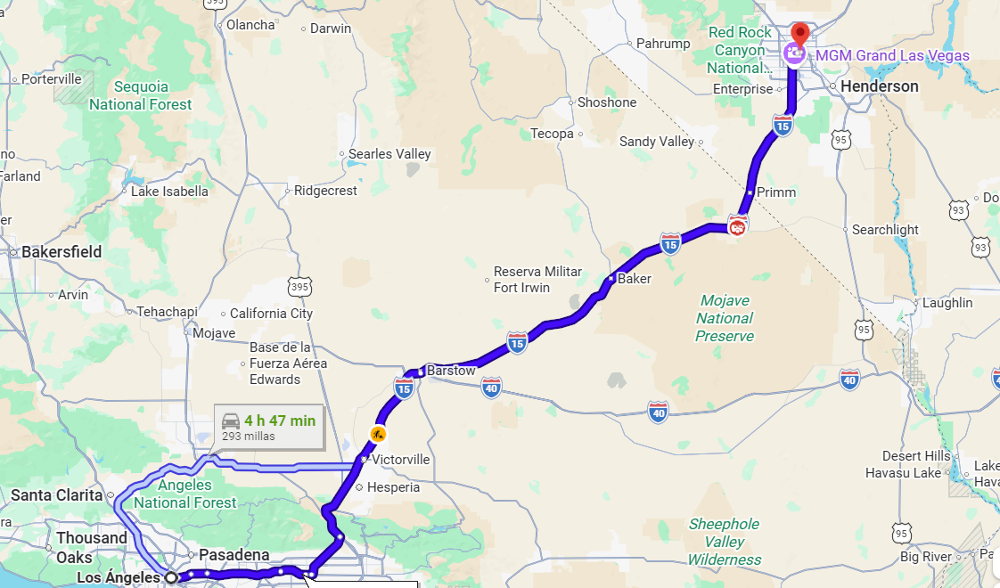 395
Olancha
Darwin
Red Rock
Canyon
National...
Pahrump
MGM Grand Las Vegas
Porterville
Sequoia
National Forest
Enterprise
Henderson
Shoshone
15
Tecopa
Sandy Valley
95
Searles Valley
no
Farland
Lake Isabella
Ridgecrest
Primm
Do
93
er
Searchlight
15
93
Bakersfield
Reserva Militar
Fort Irwin
Baker
395
Arvin
Mojave
National
Preserve
Laughlin
Tehachapi
California City
Mojave
95
15
Base de la
Fuerza Aérea
Edwards
Barstow
15
40
40
4
40
4 h 47 min
293 millas
Victorville
Desert Hills
Havasu Lake
Lake
Hava
Santa Clarita
Angeles
National Forest
Hesperia
ra
Sheephole
Valley
Wilderness
95
Thousand
Oaks
Pasadena
Big River
Pa
Los Ángeles